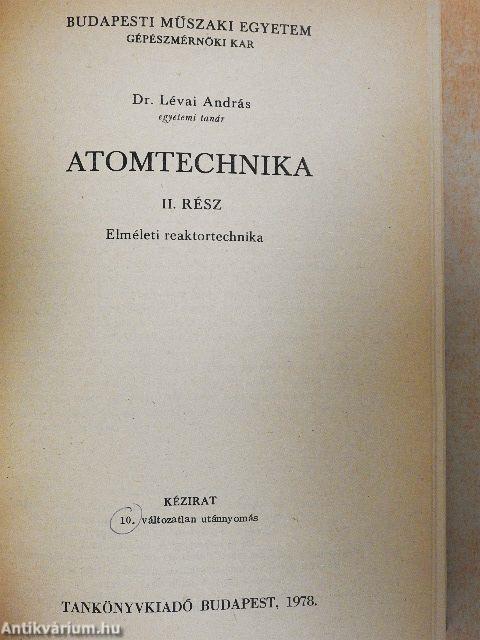 BUDAPESTI MŰSZAKI EGYETEM
GÉPÉSZMÉRNÖKI KAR
Dr. Lévai András
egyetemi tanár
ATOMTECHNIKA
II. RÉSZ
Elméleti reaktortechnika
KÉZIRAT
10. változatlan utánnyomás
TANKÖNYVKIADÓ BUDAPEST, 1978.
Antikvárium.hu